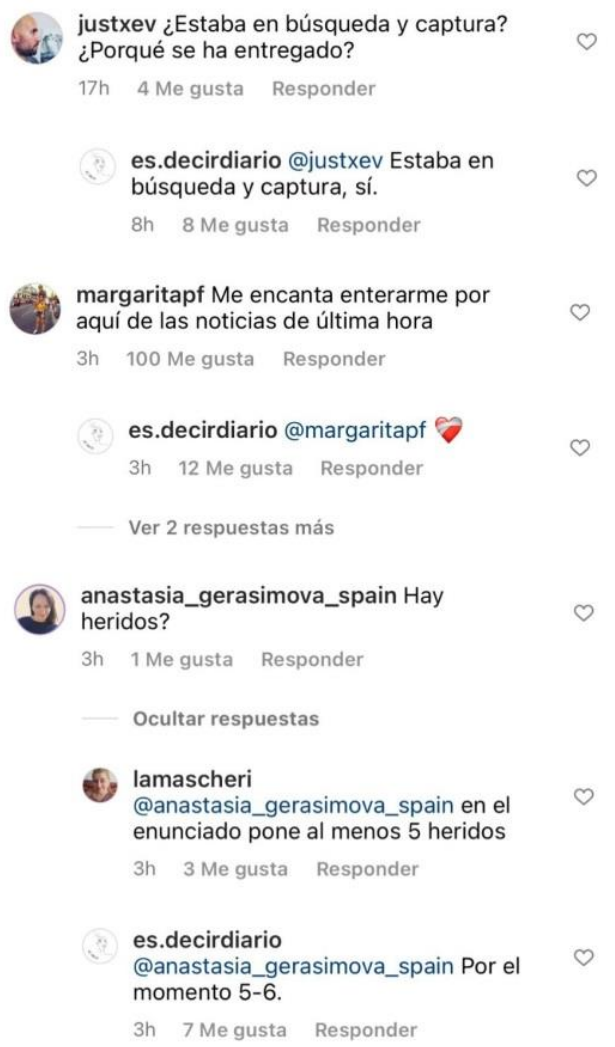 justxev ¿Estaba en búsqueda y captura?
¿Porqué se ha entregado?
17h 4 Me gusta Responder
es.decirdiario @justxev Estaba en
búsqueda y captura, sí.
8h 8 Me gusta Responder
margaritapf Me encanta enterarme por
aquí de las noticias de última hora
3h 100 Me gusta Responder
es.decirdiario @margaritapf ❤️‍🩹
3h 12 Me gusta Responder
Ver 2 respuestas más
anastasia_gerasimova_spain Hay
heridos?
3h 1 Me gusta Responder
Ocultar respuestas
lamascheri
@anastasia_gerasimova_spain en el
enunciado pone al menos 5 heridos
3h 3 Me gusta Responder
es.decirdiario
@anastasia_gerasimova_spain Por el
momento 5-6.
3h 7 Me gusta Responder